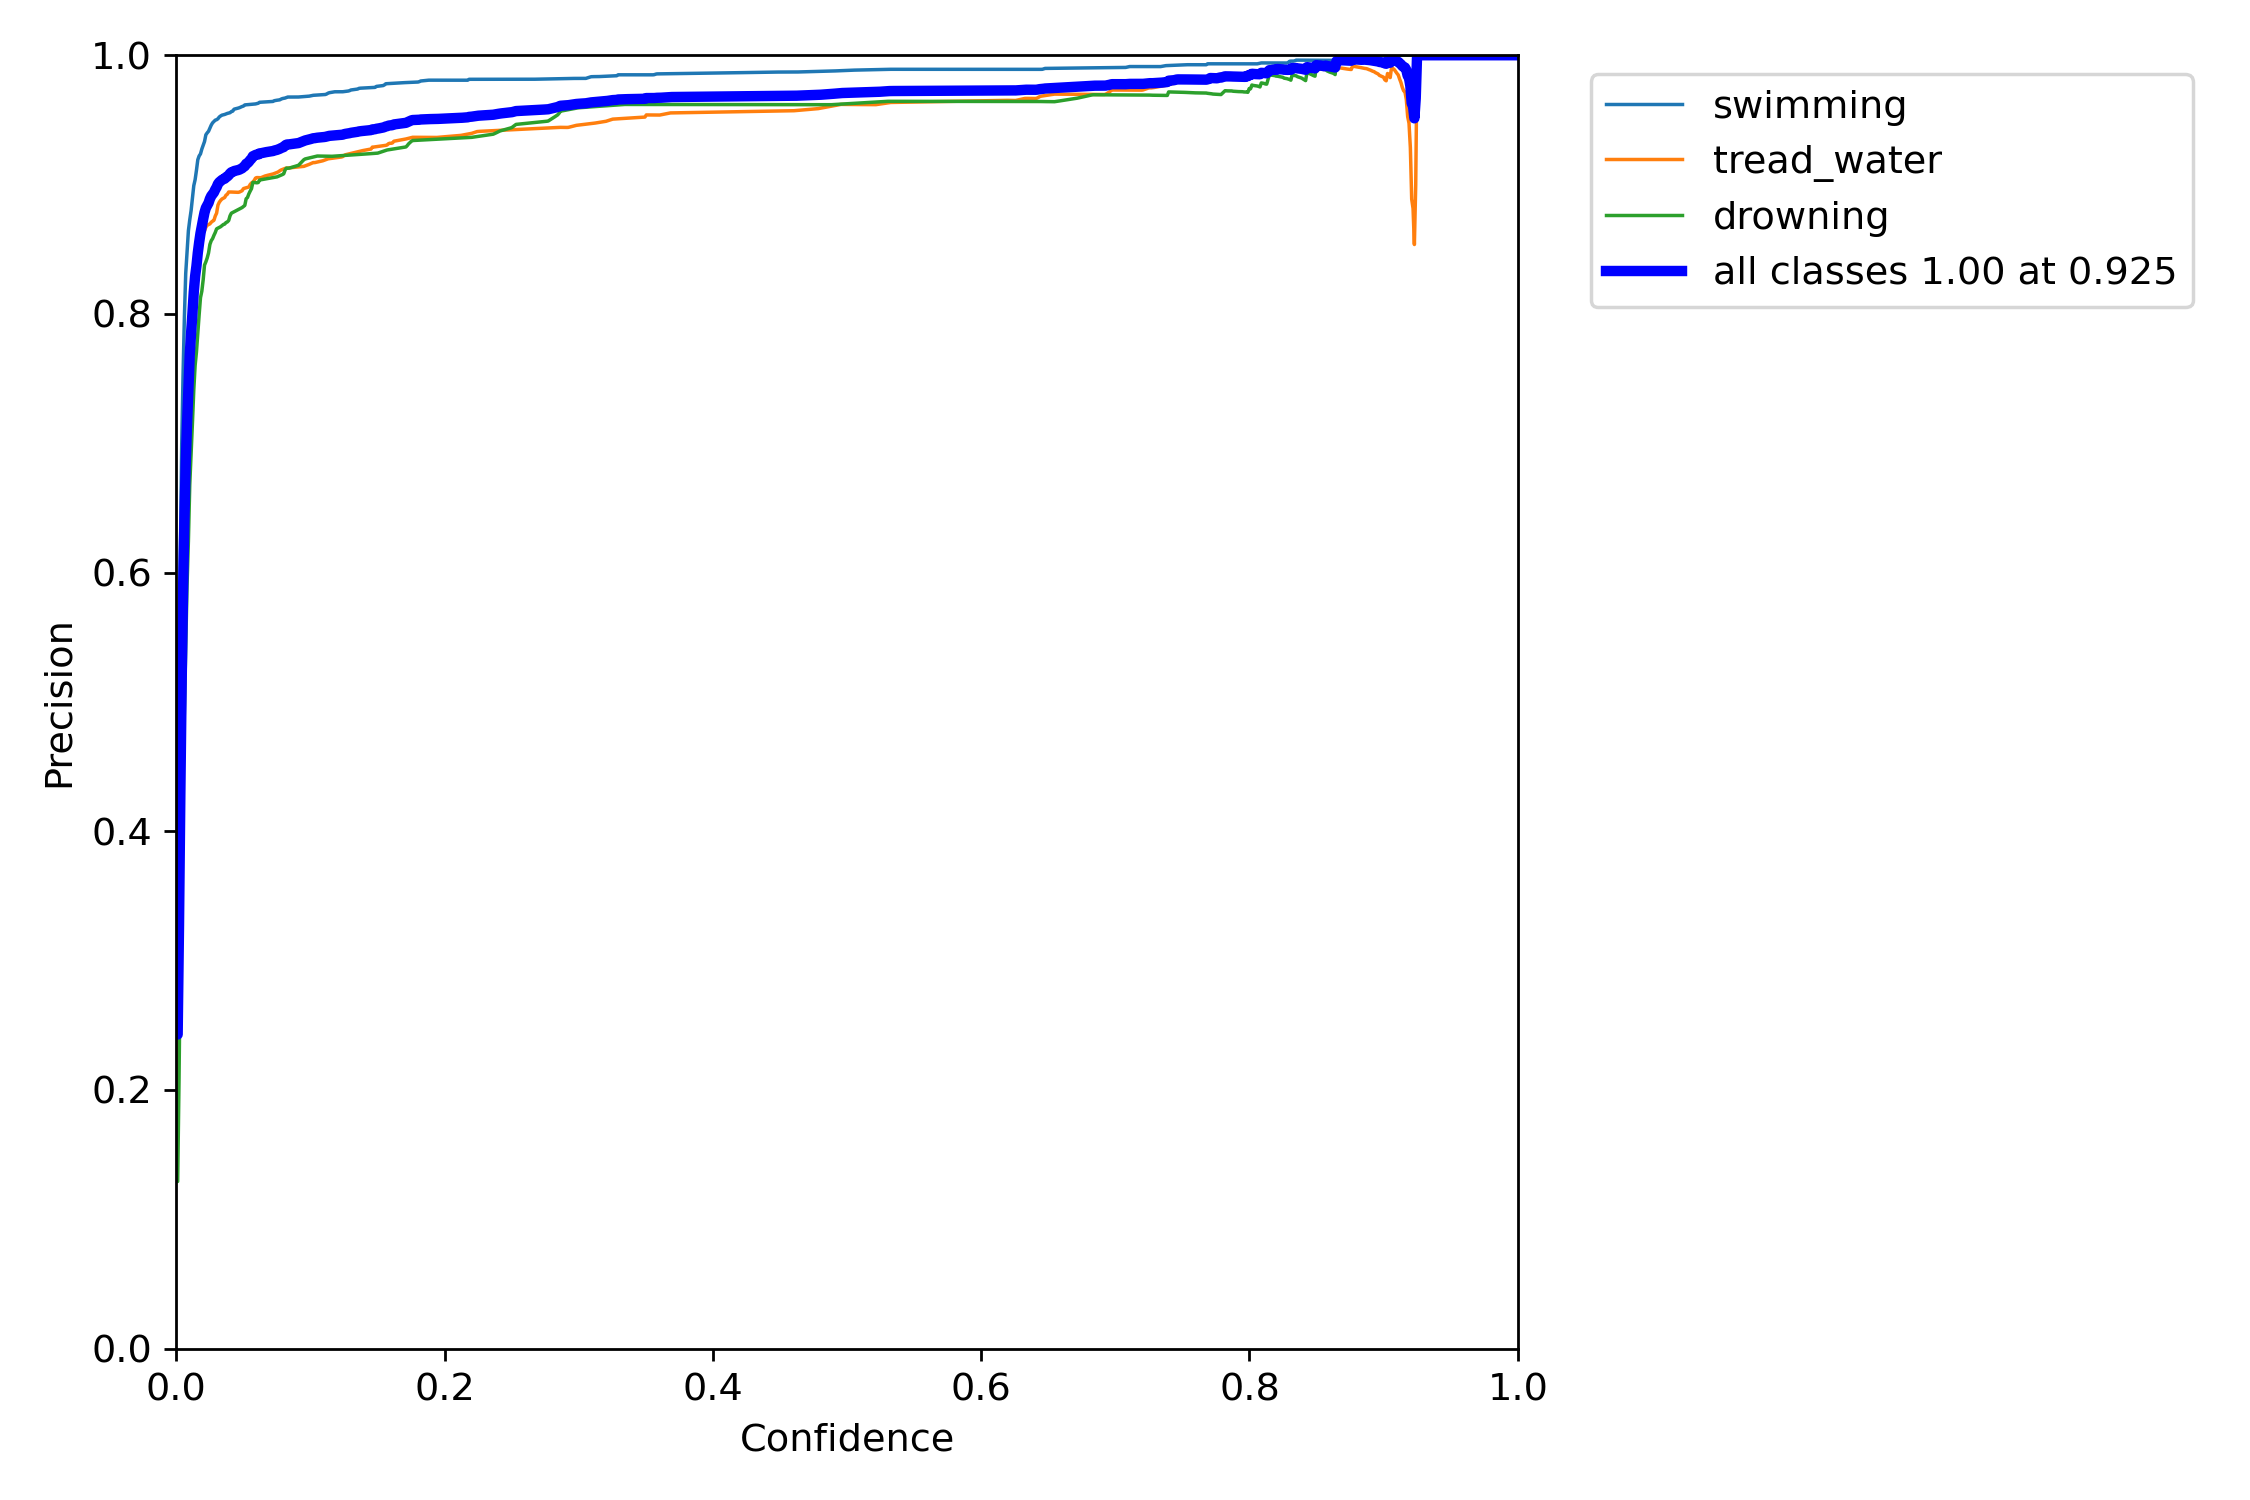 1.0
0.8
0.6
0.4
0.2
0.0
Precision
0.0 0.2 0.4 0.6 0.8 1.0
Confidence
swimming
tread_water
drowning
all classes 1.00 at 0.925